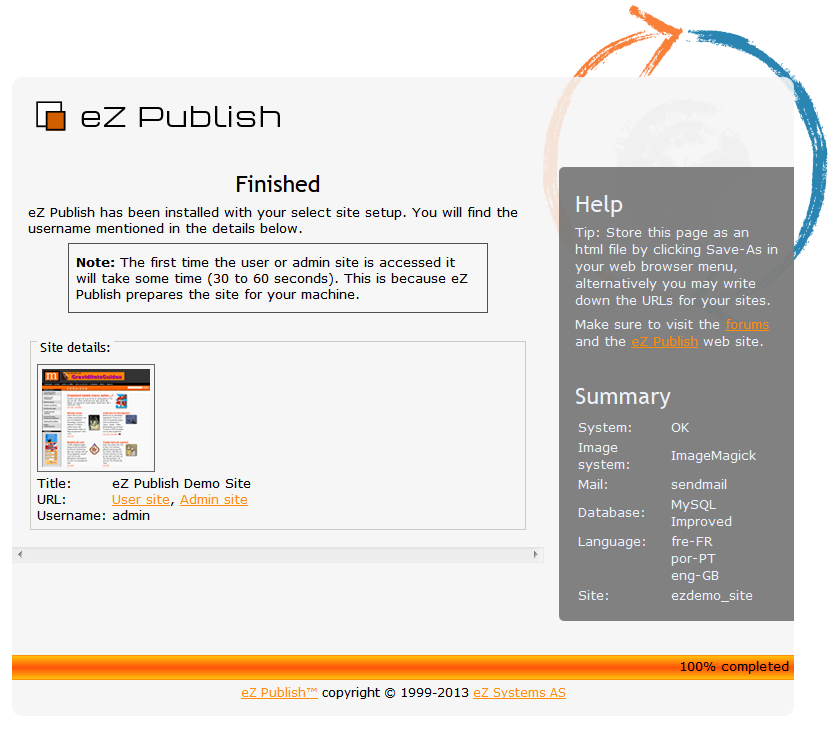 eZ Publish
Finished
eZ Publish has been installed with your select site setup. You will find the
username mentioned in the details below.
Note: The first time the user or admin site is accessed it
will take some time (30 to 60 seconds). This is because eZ
Publish prepares the site for your machine.
Site details:
Title: eZ Publish Demo Site
URL: User site, Admin site
Username: admin
Help
Tip: Store this page as an
html file by clicking Save-As in
your web browser menu,
alternatively you may write
down the URLs for your sites.
Make sure to visit the forums
and the eZ Publish web site.
Summary
System: OK
Image
system: ImageMagick
Mail: sendmail
Database: MySQL
Improved
Language: fre-FR
por-PT
eng-GB
Site: ezdemo_site
100% completed
eZ Publish™ copyright © 1999-2013 eZ Systems AS